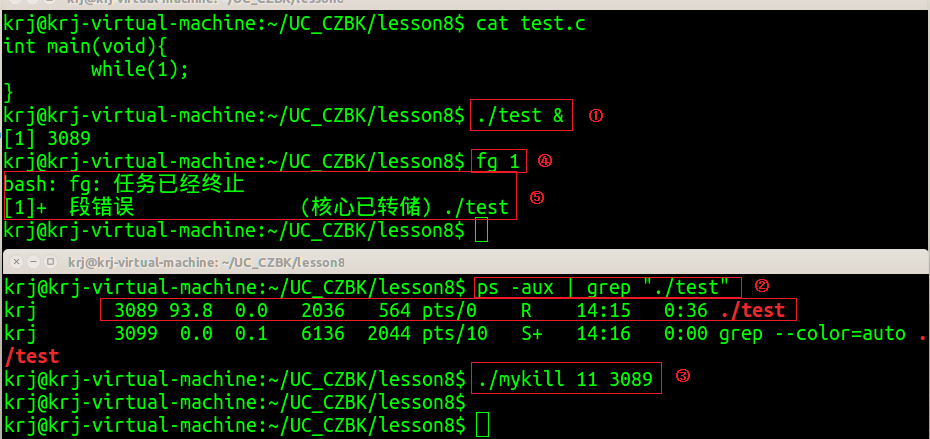 krj@krj-virtual-machine: ~/UC_CZBK/lesson8
krj@krj-virtual-machine:~/UC_CZBK/lesson8$ cat test.c
int main(void){
        while(1);
}
krj@krj-virtual-machine:~/UC_CZBK/lesson8$ ./test & ①
[1] 3089
krj@krj-virtual-machine:~/UC_CZBK/lesson8$ fg 1 ④
bash: fg: 任务已经终止
[1]+  段错误               (核心已转储) ./test ⑤
krj@krj-virtual-machine:~/UC_CZBK/lesson8$
krj@krj-virtual-machine: ~/UC_CZBK/lesson8
krj@krj-virtual-machine:~/UC_CZBK/lesson8$ ps -aux | grep "./test" ②
krj       3089 93.8  0.0   2036   564 pts/0    R    14:15   0:36 ./test
krj       3099  0.0  0.1   6136  2044 pts/10   S+   14:16   0:00 grep --color=auto .
/test
krj@krj-virtual-machine:~/UC_CZBK/lesson8$ ./mykill 11 3089 ③
krj@krj-virtual-machine:~/UC_CZBK/lesson8$
krj@krj-virtual-machine:~/UC_CZBK/lesson8$